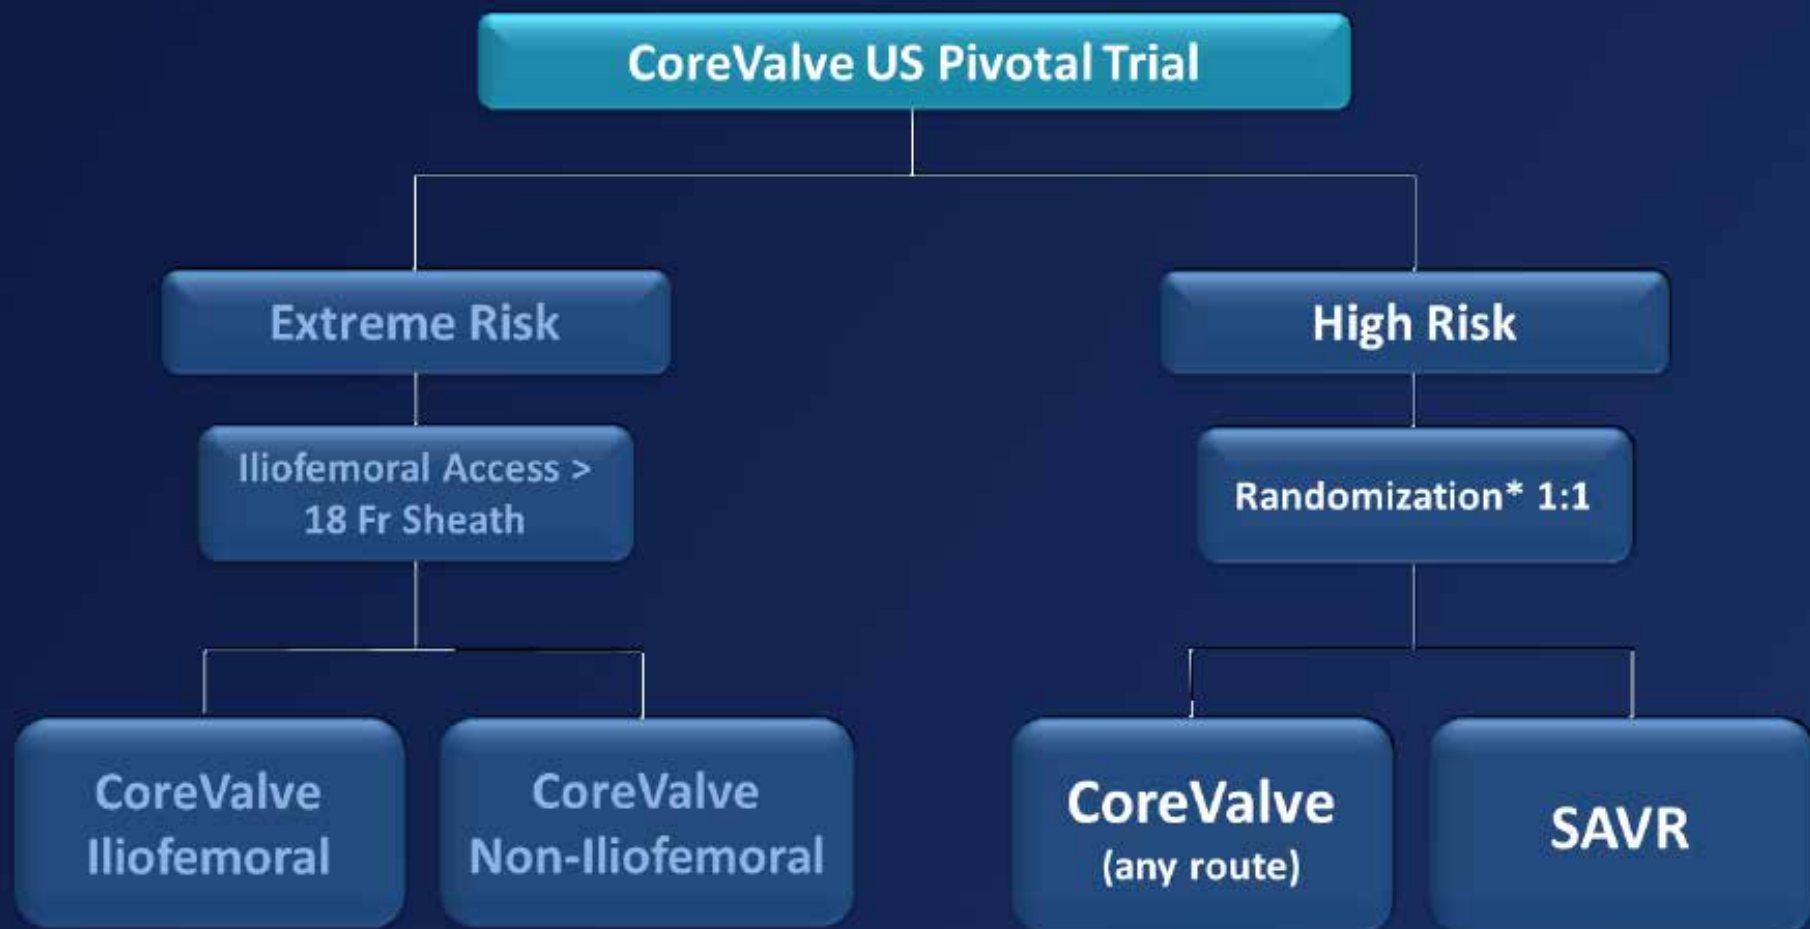 CoreValve US Pivotal Trial
Extreme Risk
High Risk
Iliofemoral Access >
18 Fr Sheath
Randomization* 1:1
CoreValve
Iliofemoral
CoreValve
Non-Iliofemoral
CoreValve
(any route)
SAVR